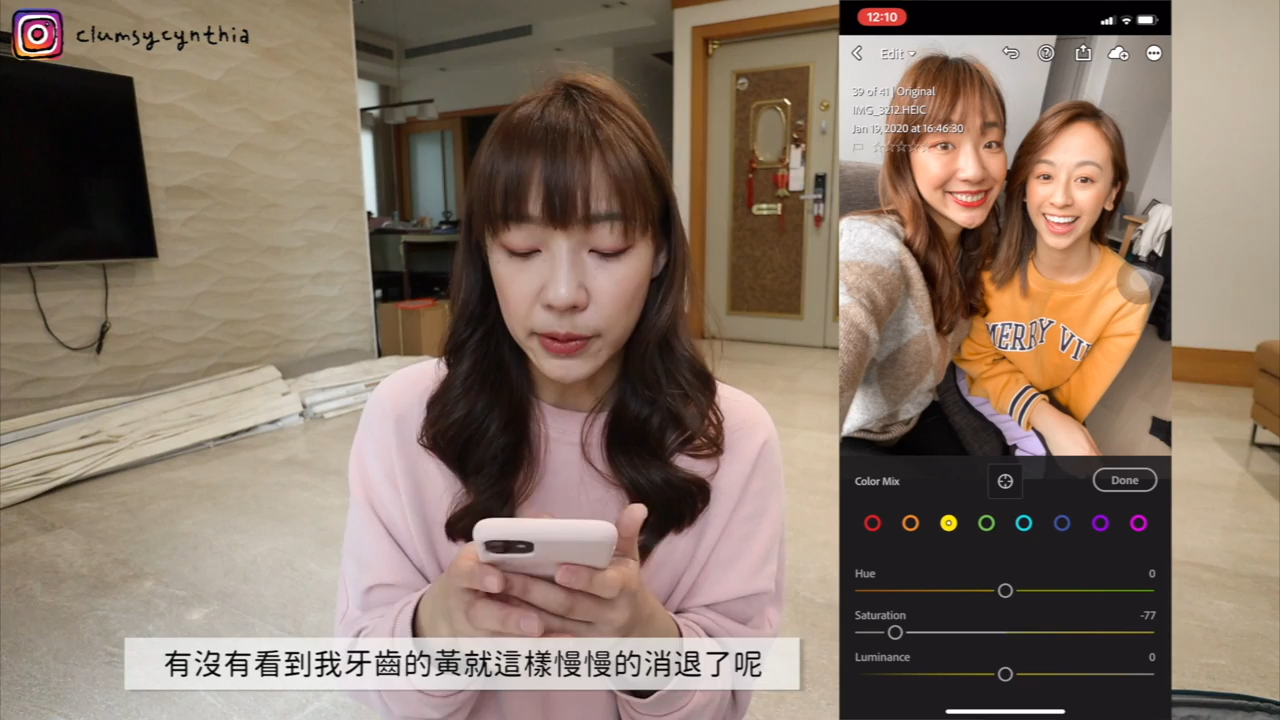 clumsycynthia
12:10
Edit
39 of 41 | Original
IMG_3212.HEIC
Jan 19, 2020 at 16:46:30
MERRY VI
Color Mix
Done
Hue 0
Saturation -77
Luminance 0
有沒有看到我牙齒的黃就這樣慢慢的消退了呢